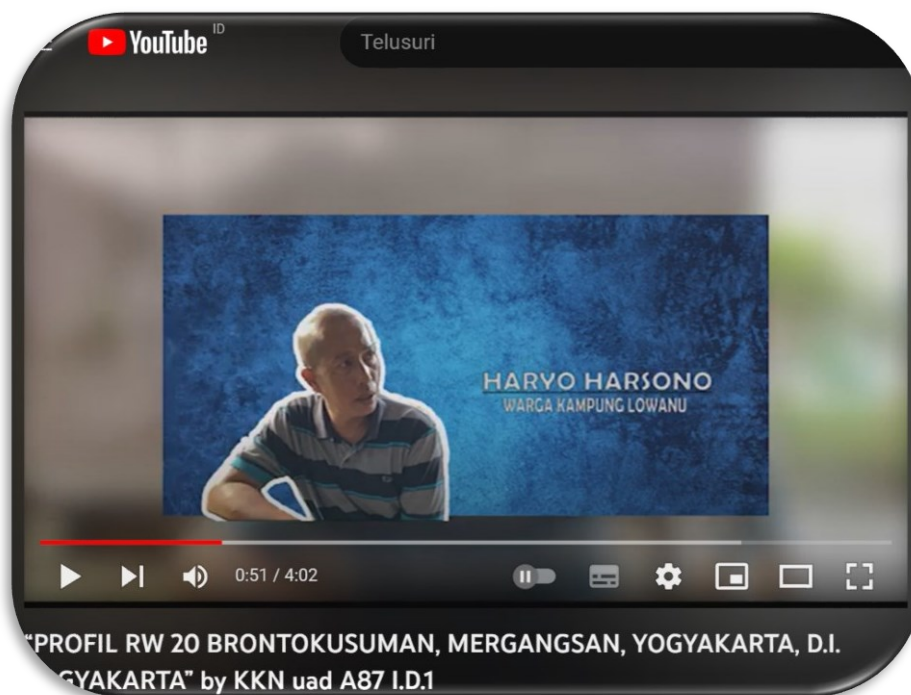 YouTube ID
Telusuri
HARYO HARSONO
WARGA KAMPUNG LOWANU
0:51 / 4:02
“PROFIL RW 20 BRONTOKUSUMAN, MERGANGSAN, YOGYAKARTA, D.I.
YOGYAKARTA” by KKN uad A87 I.D.1